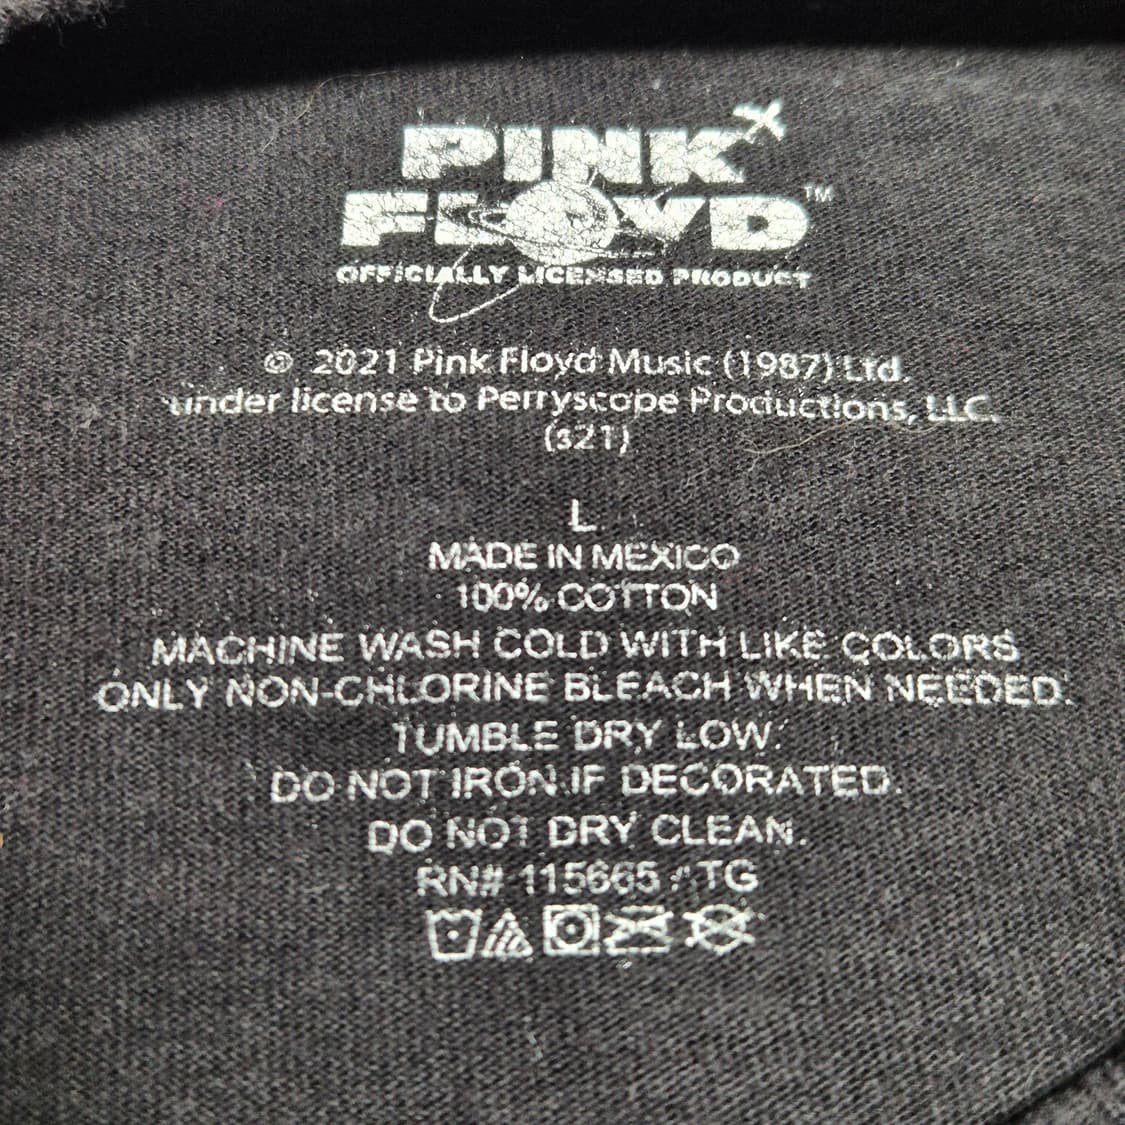 PINK
FLOYD™
OFFICIALLY LICENSED PRODUCT
© 2021 Pink Floyd Music (1987) Ltd.
under license to Perryscope Productions, LLC.
(s21)
L
MADE IN MEXICO
100% COTTON
MACHINE WASH COLD WITH LIKE COLORS
ONLY NON-CHLORINE BLEACH WHEN NEEDED.
TUMBLE DRY LOW.
DO NOT IRON IF DECORATED.
DO NOT DRY CLEAN.
RN# 115665 TG